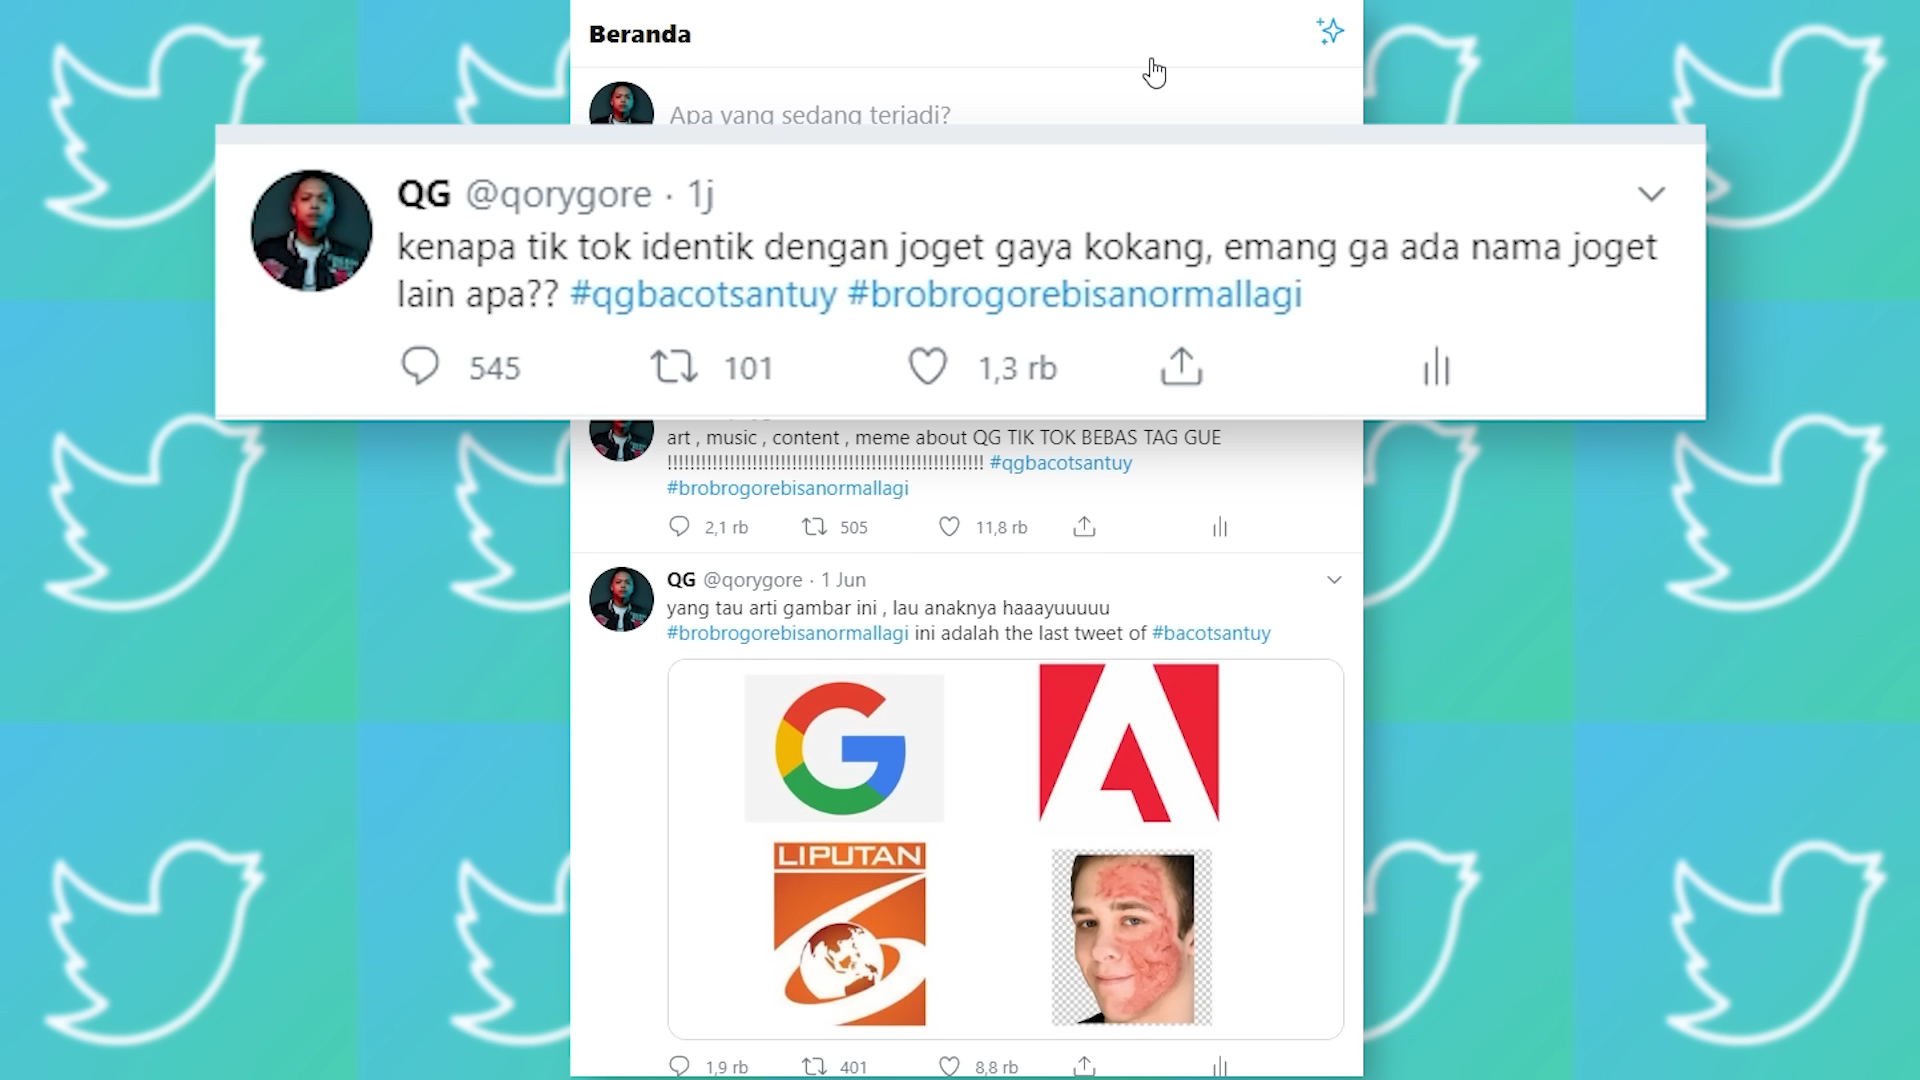 Beranda
Apa yang sedang terjadi?
QG @qorygore · 1j
kenapa tik tok identik dengan joget gaya kokang, emang ga ada nama joget
lain apa?? #qgbacotsantuy #brobrogorebisanormallagi
545 101 1,3 rb
art , music , content , meme about QG TIK TOK BEBAS TAG GUE
!!!!!!!!!!!!!!!!!!!!!!!!!!!!!!!!!!!!!!!!!!!!!!!!!!!!!!!!! #qgbacotsantuy
#brobrogorebisanormallagi
2,1 rb 505 11,8 rb
QG @qorygore · 1 Jun
yang tau arti gambar ini , lau anaknya haaayuuuuu
#brobrogorebisanormallagi ini adalah the last tweet of #bacotsantuy
LIPUTAN
1,9 rb 401 8,8 rb